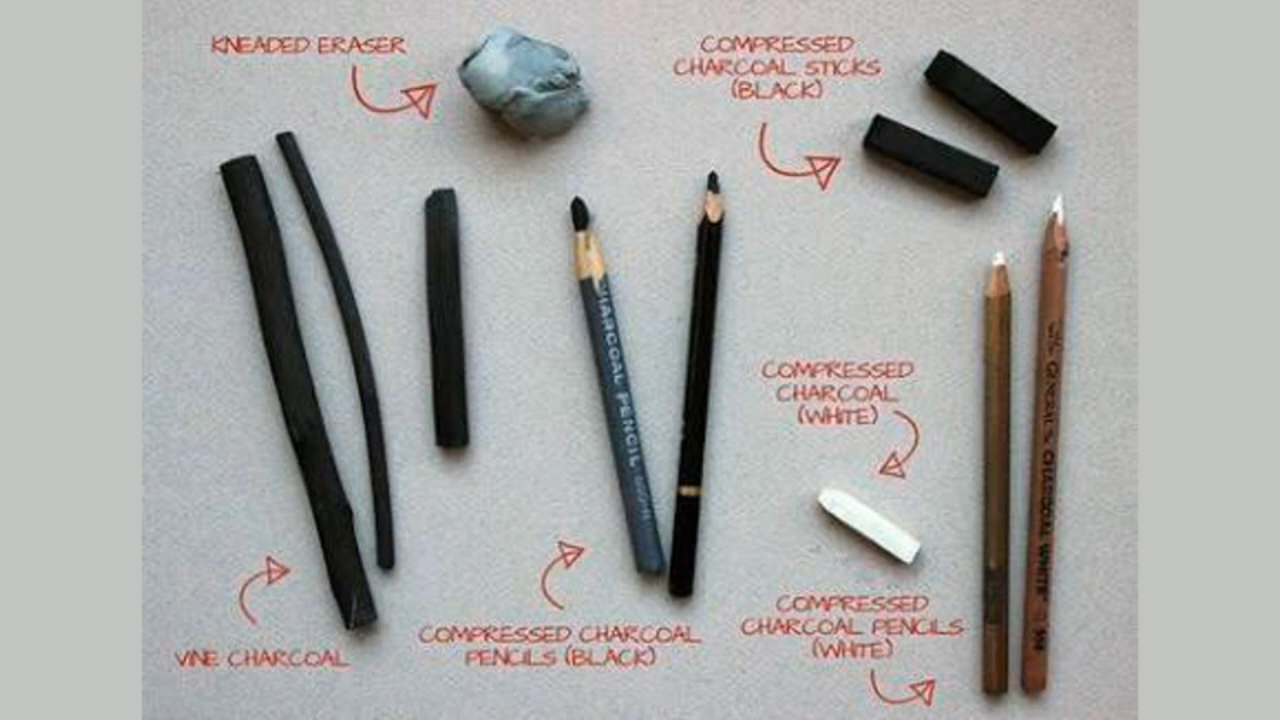 KNEADED ERASER
COMPRESSED
CHARCOAL STICKS
(BLACK)
CHARCOAL PENCIL
COMPRESSED
CHARCOAL
(WHITE)
GENERAL'S CHARCOAL WHITE
558
VINE CHARCOAL
COMPRESSED CHARCOAL
PENCILS (BLACK)
COMPRESSED
CHARCOAL PENCILS
(WHITE)